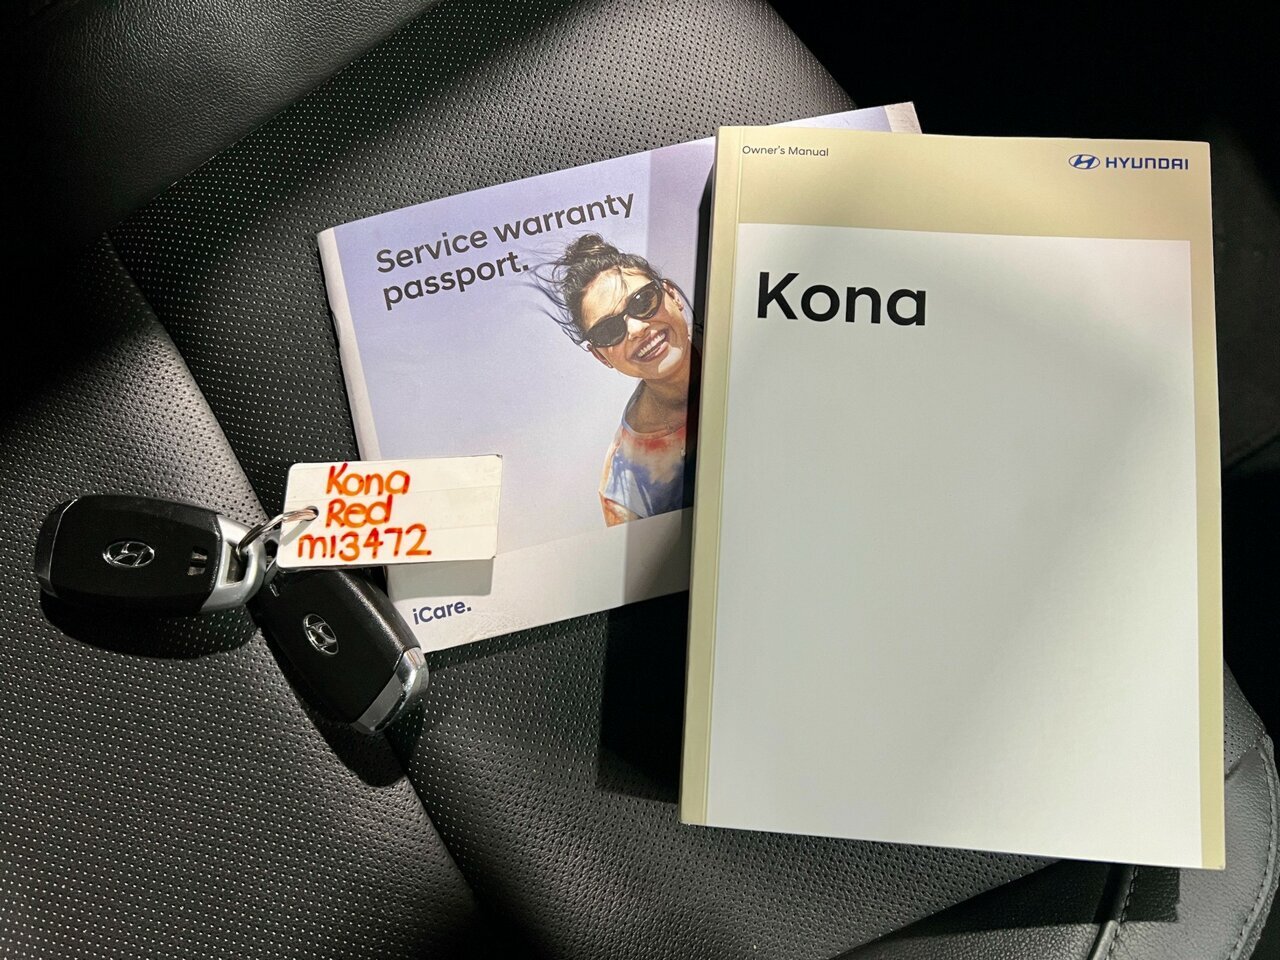 Service warranty
passport.
iCare.
Kona
Red
m13472.
Owner's Manual
HYUNDAI
Kona